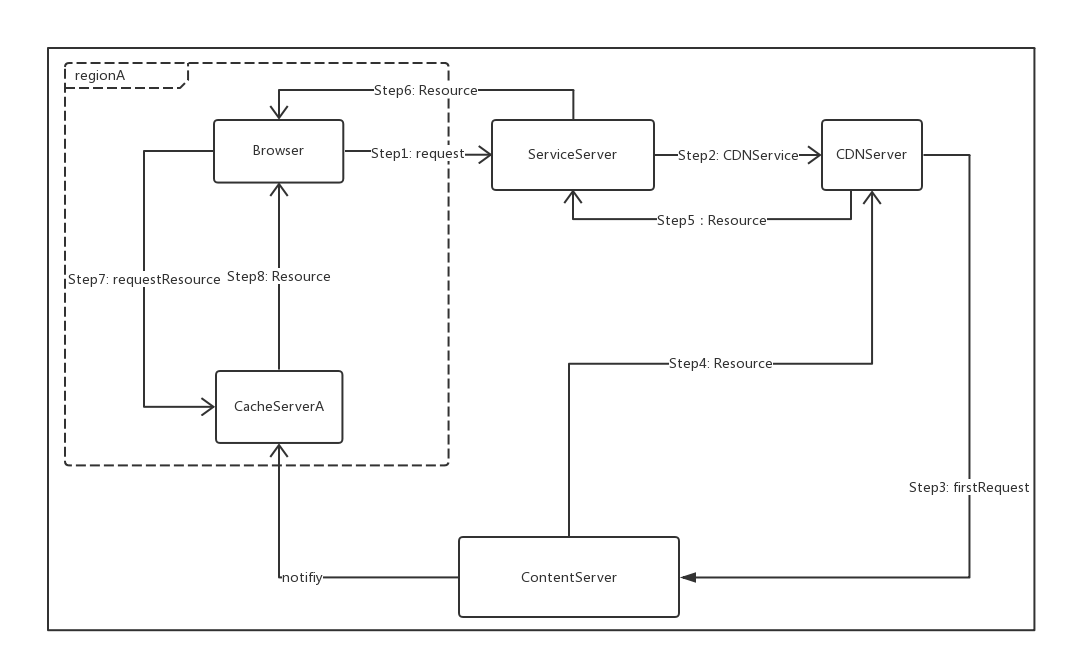 regionA
Step6: Resource
Browser
Step1: request
ServiceServer
Step2: CDNService
CDNServer
Step5 : Resource
Step7: requestResource
Step8: Resource
Step4: Resource
CacheServerA
Step3: firstRequest
notifiy
ContentServer